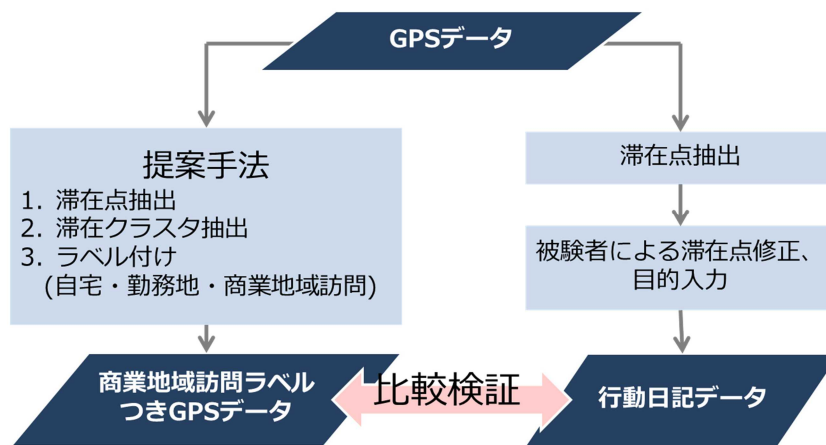 GPSデータ
提案手法
1. 滞在点抽出
2. 滞在クラスタ抽出
3. ラベル付け
(自宅・勤務地・商業地域訪問)
滞在点抽出
被験者による滞在点修正、
目的入力
商業地域訪問ラベル
つきGPSデータ
比較検証
行動日記データ